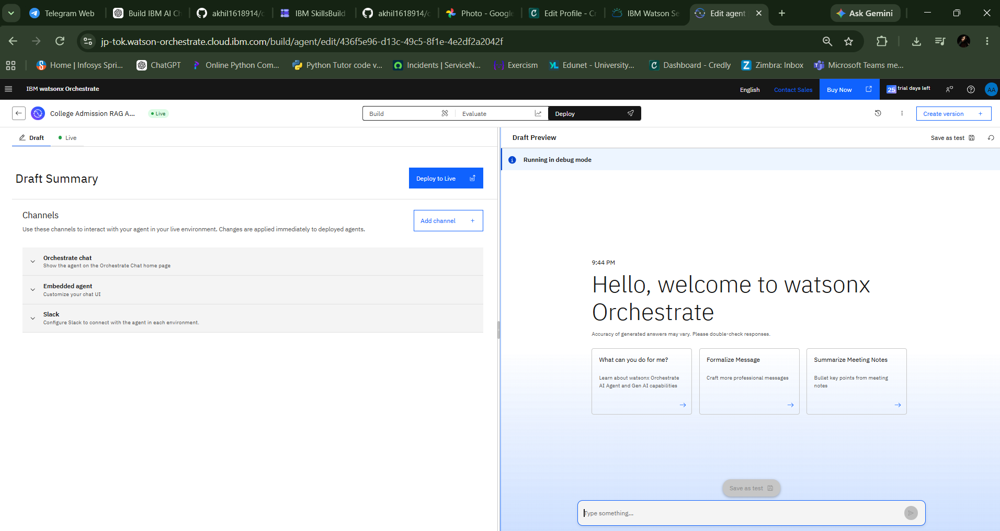 Telegram Web
Build IBM AI Ch
akhil1618914/c
IBM SkillsBuild
akhil1618914/c
Photo - Google
Edit Profile - Cr
IBM Watson Se
Edit agent
Ask Gemini
jp-tok.watson-orchestrate.cloud.ibm.com/build/agent/edit/436f5e96-d13c-49c5-8f1e-4e2df2a2042f
Home | Infosys Spri...
ChatGPT
Online Python Com...
Python Tutor code v...
Incidents | ServiceN...
Exercism
Edunet - University...
Dashboard - Credly
Zimbra: Inbox
Microsoft Teams me...
IBM watsonx Orchestrate
English
Contact Sales
Buy Now
25 trial days left
AA
College Admission RAG A...
Live
Build
Evaluate
Deploy
Create version +
Draft
Live
Draft Preview
Save as test
Running in debug mode
Draft Summary
Deploy to Live
Channels
Add channel +
Use these channels to interact with your agent in your live environment. Changes are applied immediately to deployed agents.
Orchestrate chat
Show the agent on the Orchestrate Chat home page
Embedded agent
Customize your chat UI
Slack
Configure Slack to connect with the agent in each environment.
9:44 PM
Hello, welcome to watsonx
Orchestrate
Accuracy of generated answers may vary. Please double-check responses.
What can you do for me?
Learn about watsonx Orchestrate
AI Agent and Gen AI capabilities
Formalize Message
Craft more professional messages
Summarize Meeting Notes
Bullet key points from meeting
notes
Save as test
Type something...